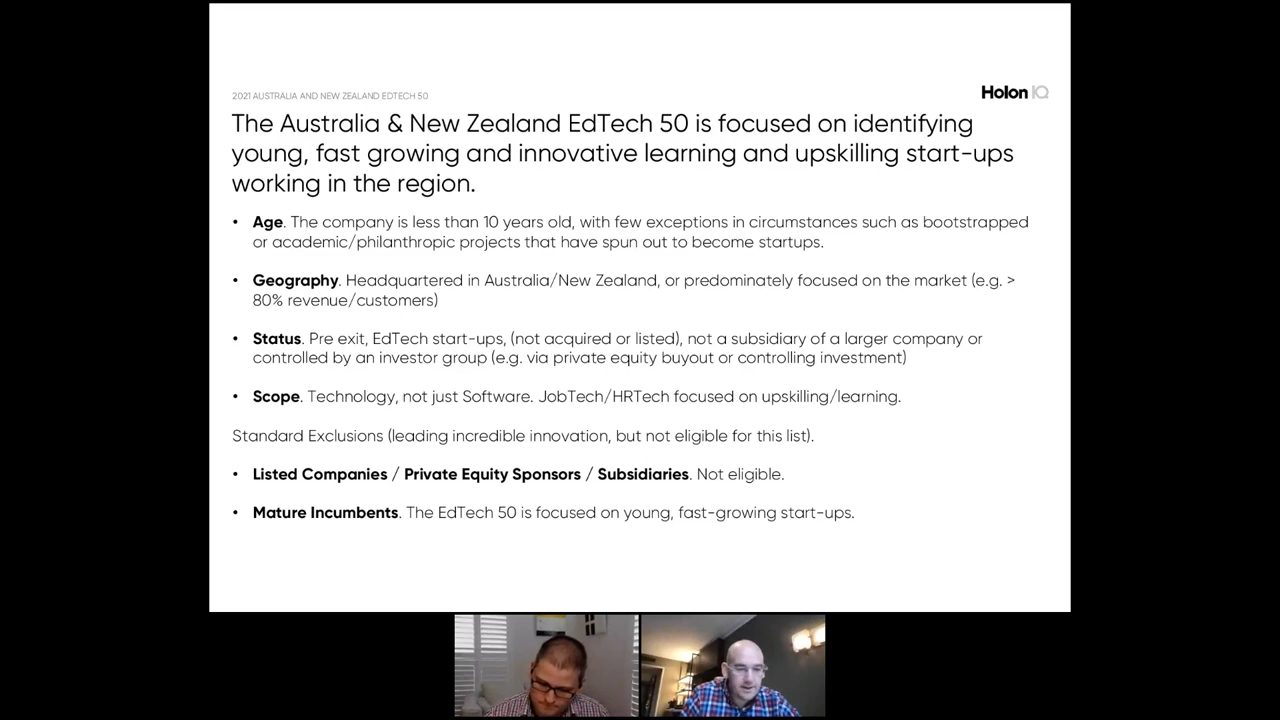 2021 AUSTRALIA AND NEW ZEALAND EDTECH 50
Holon IQ
The Australia & New Zealand EdTech 50 is focused on identifying
young, fast growing and innovative learning and upskilling start-ups
working in the region.
• Age. The company is less than 10 years old, with few exceptions in circumstances such as bootstrapped
or academic/philanthropic projects that have spun out to become startups.
• Geography. Headquartered in Australia/New Zealand, or predominately focused on the market (e.g. >
80% revenue/customers)
• Status. Pre exit, EdTech start-ups, (not acquired or listed), not a subsidiary of a larger company or
controlled by an investor group (e.g. via private equity buyout or controlling investment)
• Scope. Technology, not just Software. JobTech/HRTech focused on upskilling/learning.
Standard Exclusions (leading incredible innovation, but not eligible for this list).
• Listed Companies / Private Equity Sponsors / Subsidiaries. Not eligible.
• Mature Incumbents. The EdTech 50 is focused on young, fast-growing start-ups.